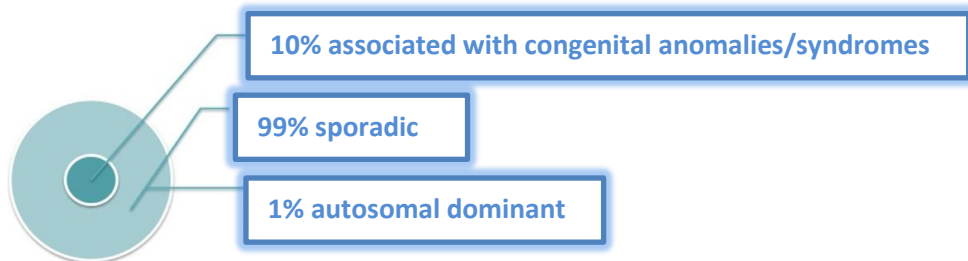 10% associated with congenital anomalies/syndromes
99% sporadic
1% autosomal dominant